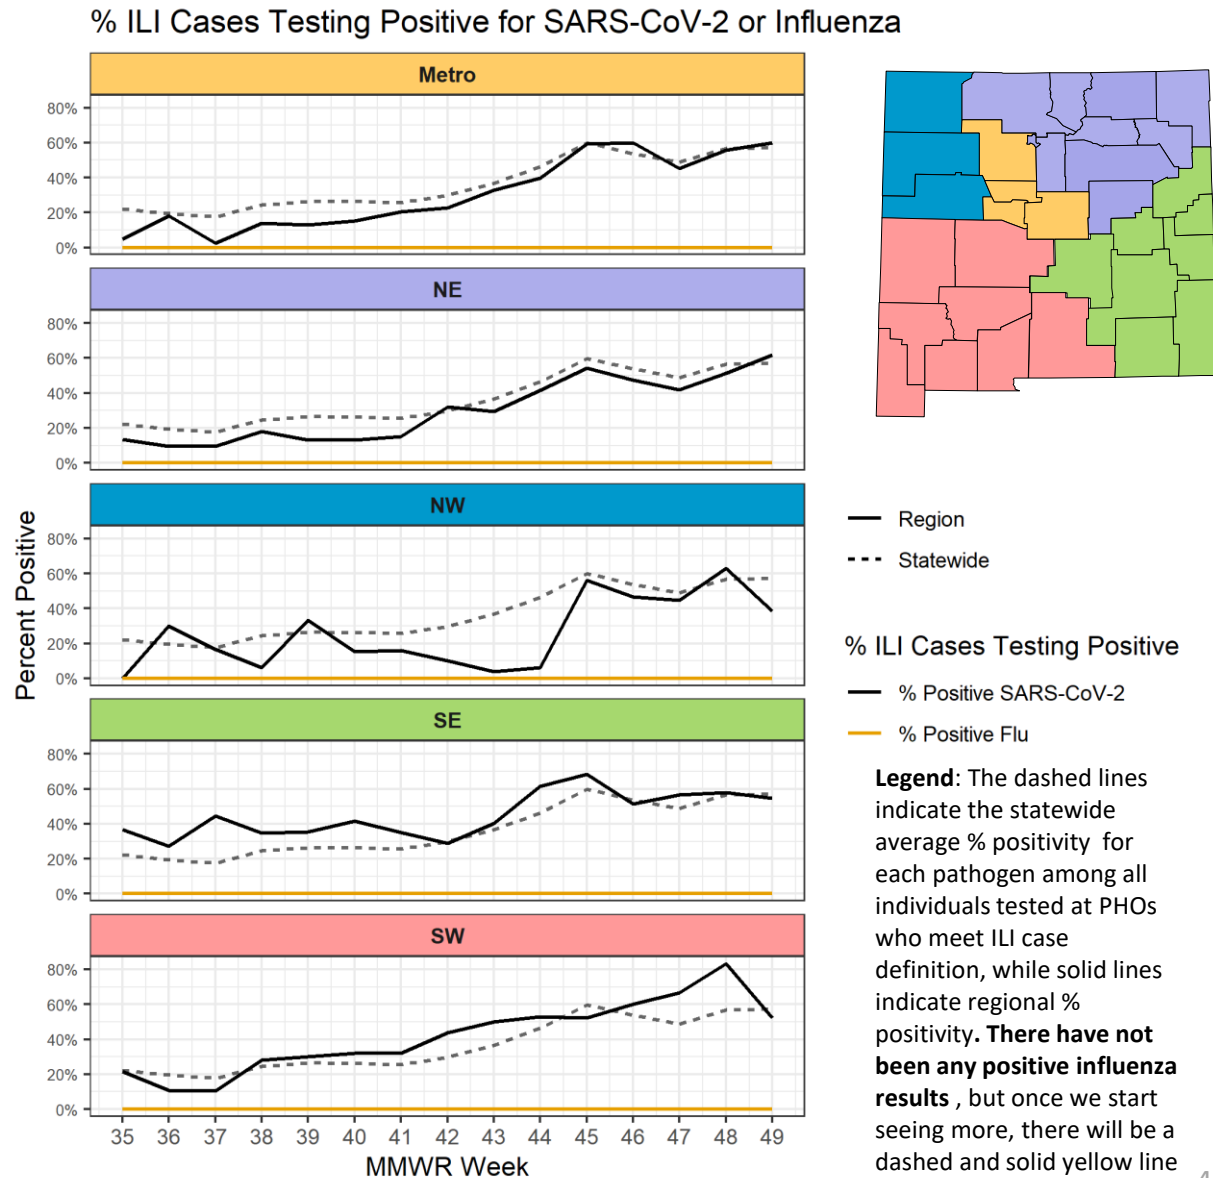 % ILI Cases Testing Positive for SARS-CoV-2 or Influenza
Metro
80%
60%
40%
20%
0%
NE
80%
60%
40%
20%
0%
NW
80%
60%
40%
20%
0%
SE
80%
60%
40%
20%
0%
SW
80%
60%
40%
20%
0%
Percent Positive
35 36 37 38 39 40 41 42 43 44 45 46 47 48 49
MMWR Week
Region
Statewide
% ILI Cases Testing Positive
% Positive SARS-CoV-2
% Positive Flu
Legend: The dashed lines
indicate the statewide
average % positivity for
each pathogen among all
individuals tested at PHOs
who meet ILI case
definition, while solid lines
indicate regional %
positivity. There have not
been any positive influenza
results , but once we start
seeing more, there will be a
dashed and solid yellow line